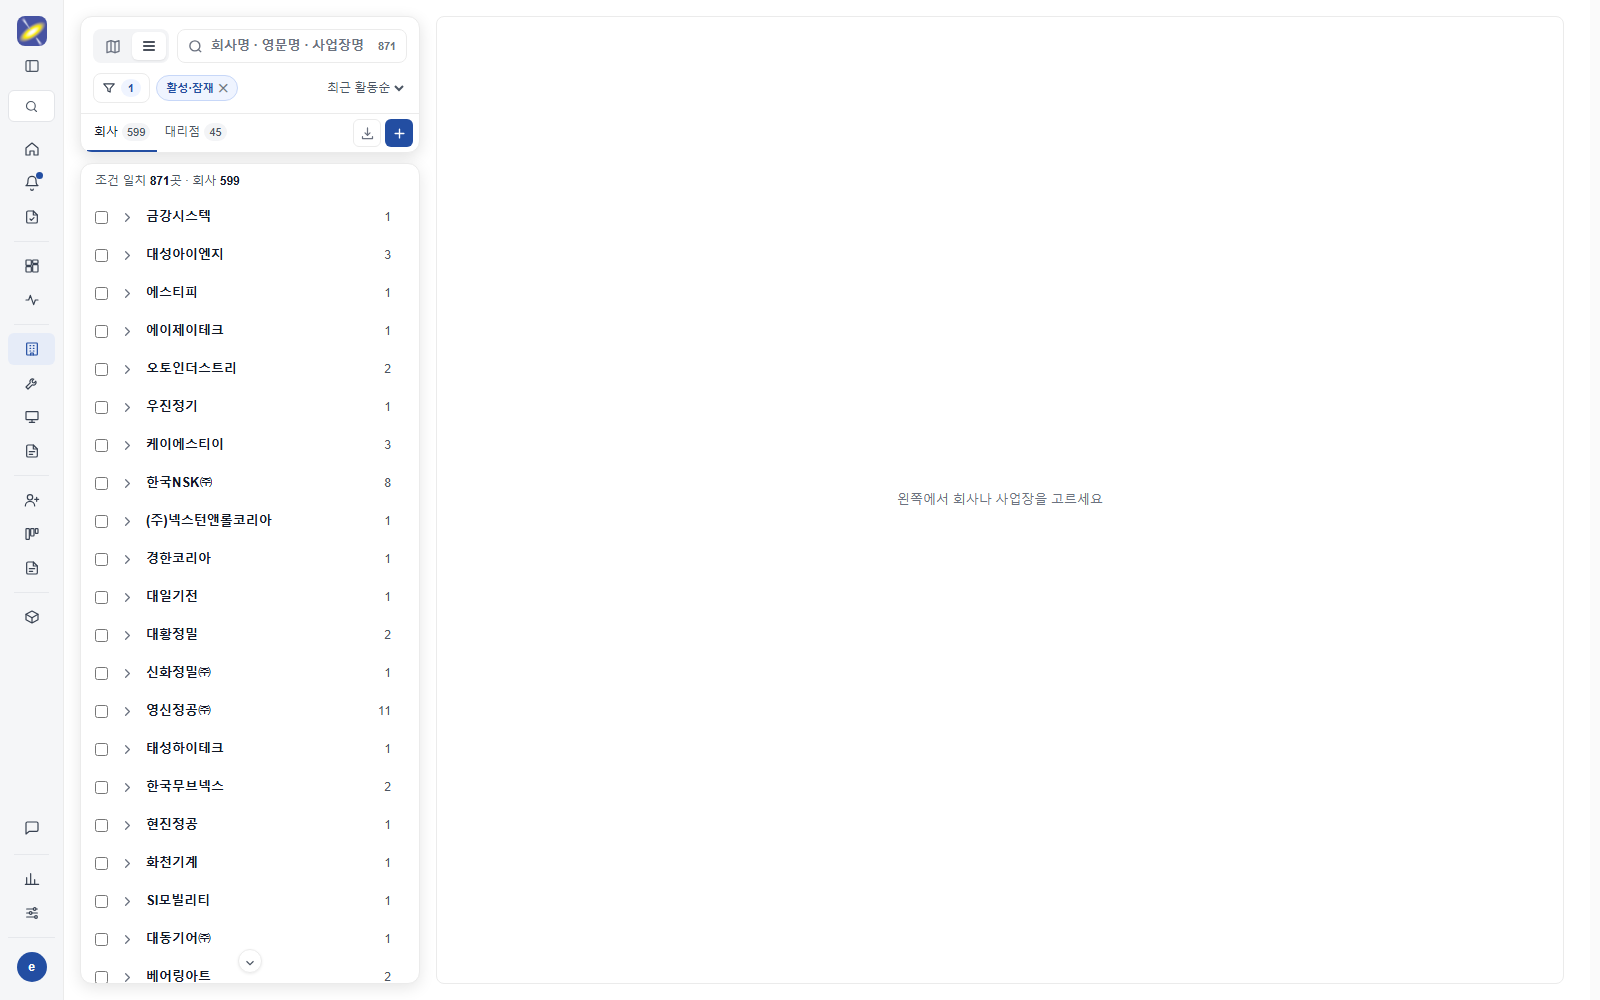 회사명 · 영문명 · 사업장명 871
1 활성·잠재 최근 활동순
회사 599 대리점 45
조건 일치 871곳 · 회사 599
금강시스텍 1
대성아이엔지 3
에스티피 1
에이제이테크 1
오토인더스트리 2
우진정기 1
케이에스티이 3
한국NSK㈜ 8
(주)넥스턴앤롤코리아 1
경한코리아 1
대일기전 1
대황정밀 2
신화정밀㈜ 1
영신정공㈜ 11
태성하이테크 1
한국무브넥스 2
현진정공 1
화천기계 1
SI모빌리티 1
대동기어㈜ 1
베어링아트 2
왼쪽에서 회사나 사업장을 고르세요
e